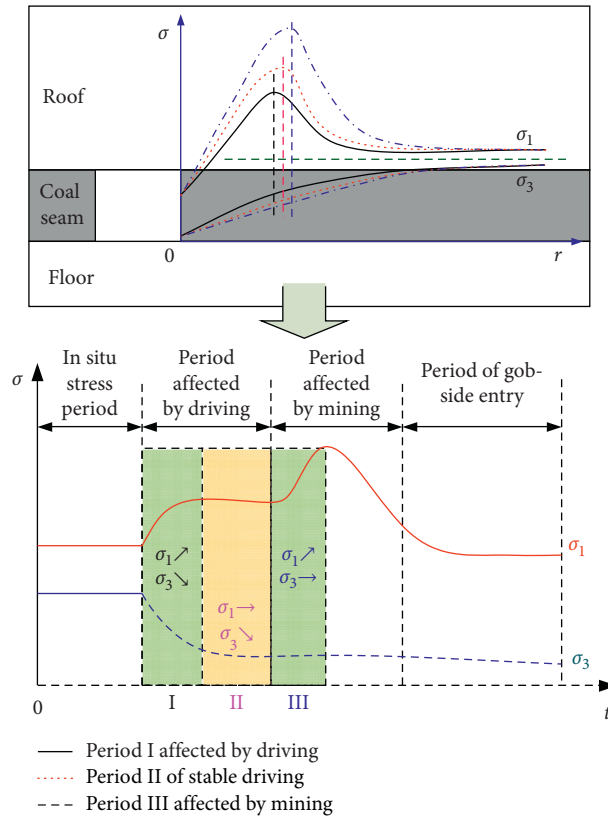 σ
Roof
σ₁
σ₃
Coal
seam
0
r
Floor
In situ
stress
period
Period
affected
by driving
Period
affected
by mining
Period of gob-
side entry
σ
σ₁↗
σ₃↘
σ₁→
σ₃↘
σ₁↗
σ₃→
σ₁
σ₃
0
I
II
III
t
Period I affected by driving
Period II of stable driving
Period III affected by mining